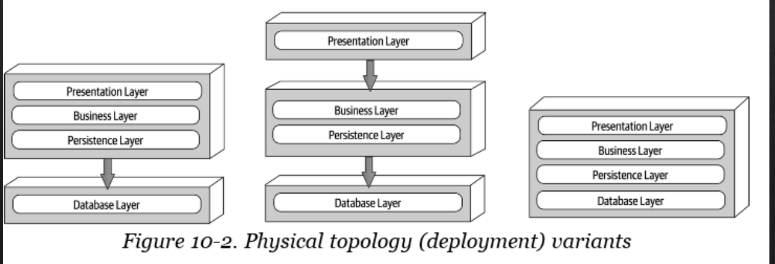 Presentation Layer
Business Layer
Persistence Layer
Database Layer
Presentation Layer
Business Layer
Persistence Layer
Database Layer
Presentation Layer
Business Layer
Persistence Layer
Database Layer
Figure 10-2. Physical topology (deployment) variants